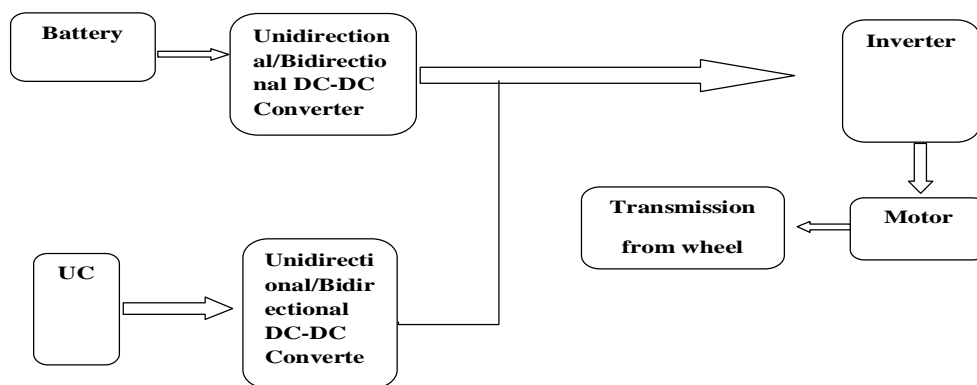 Battery
Unidirection
al/Bidirectio
nal DC-DC
Converter
Inverter
Transmission
from wheel
Motor
UC
Unidirecti
onal/Bidir
ectional
DC-DC
Converte